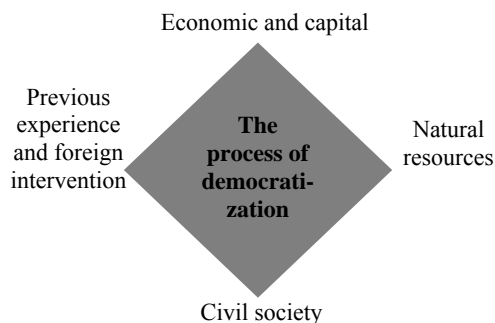 Economic and capital
Previous
experience
and foreign
intervention
The
process of
democrati-
zation
Natural
resources
Civil society